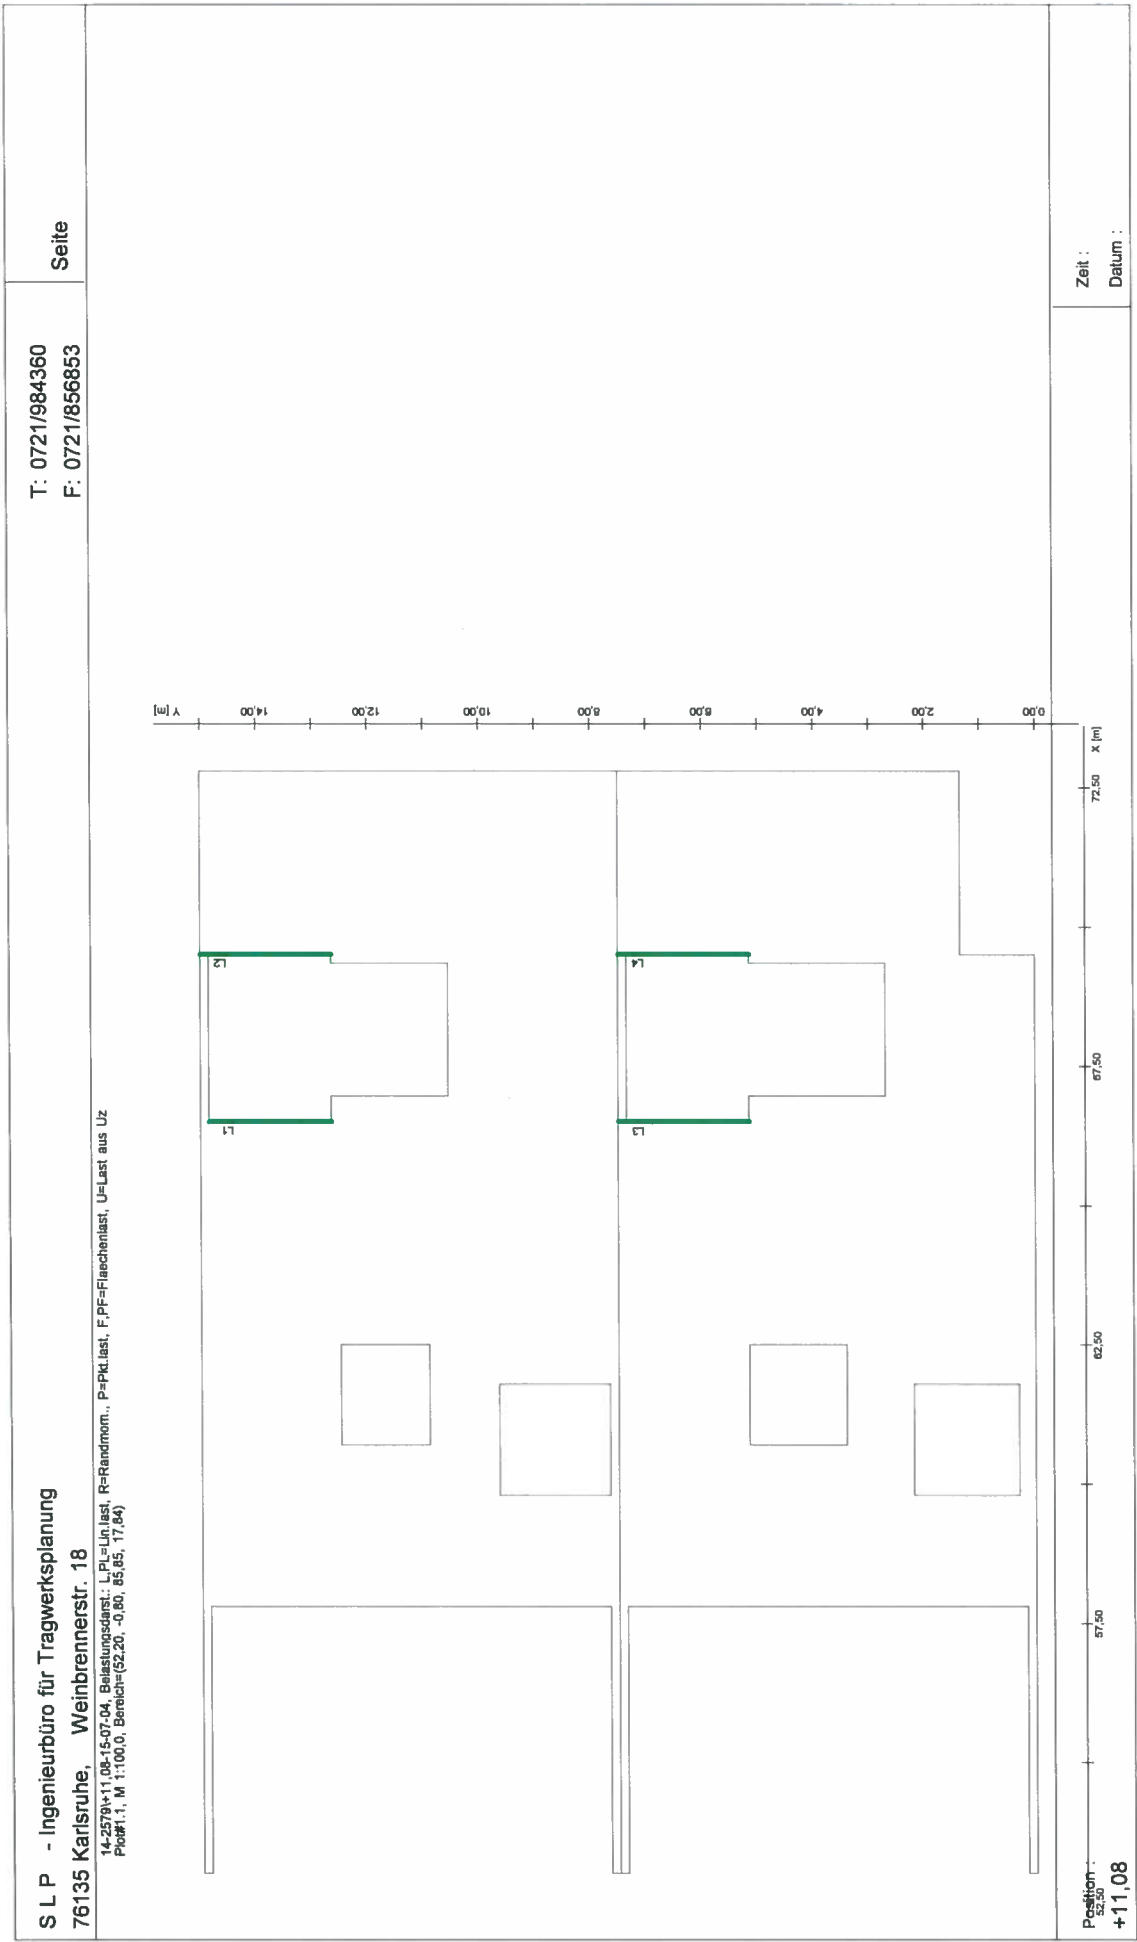 S L P - Ingenieurbüro für Tragwerksplanung
T: 0721/984360
76135 Karlsruhe, Weinbrennerstr. 18
F: 0721/856853
Seite
14-2579\+11,08-15-07-04, Belastungsdarst.: L,PL=Lin.last, R=Randmom., P=Pkt.last, F,PF=Flaechenlast, U=Last aus Uz
Plot#1.1, M 1:100,0, Bereich=(52,20, -0,80, 85,85, 17,84)
Y [m]
14,00
12,00
10,00
8,00
6,00
4,00
2,00
0,00
L1
L2
L3
L4
52,50
57,50
62,50
67,50
72,50
X [m]
Position :
+11,08
Zeit :
Datum :